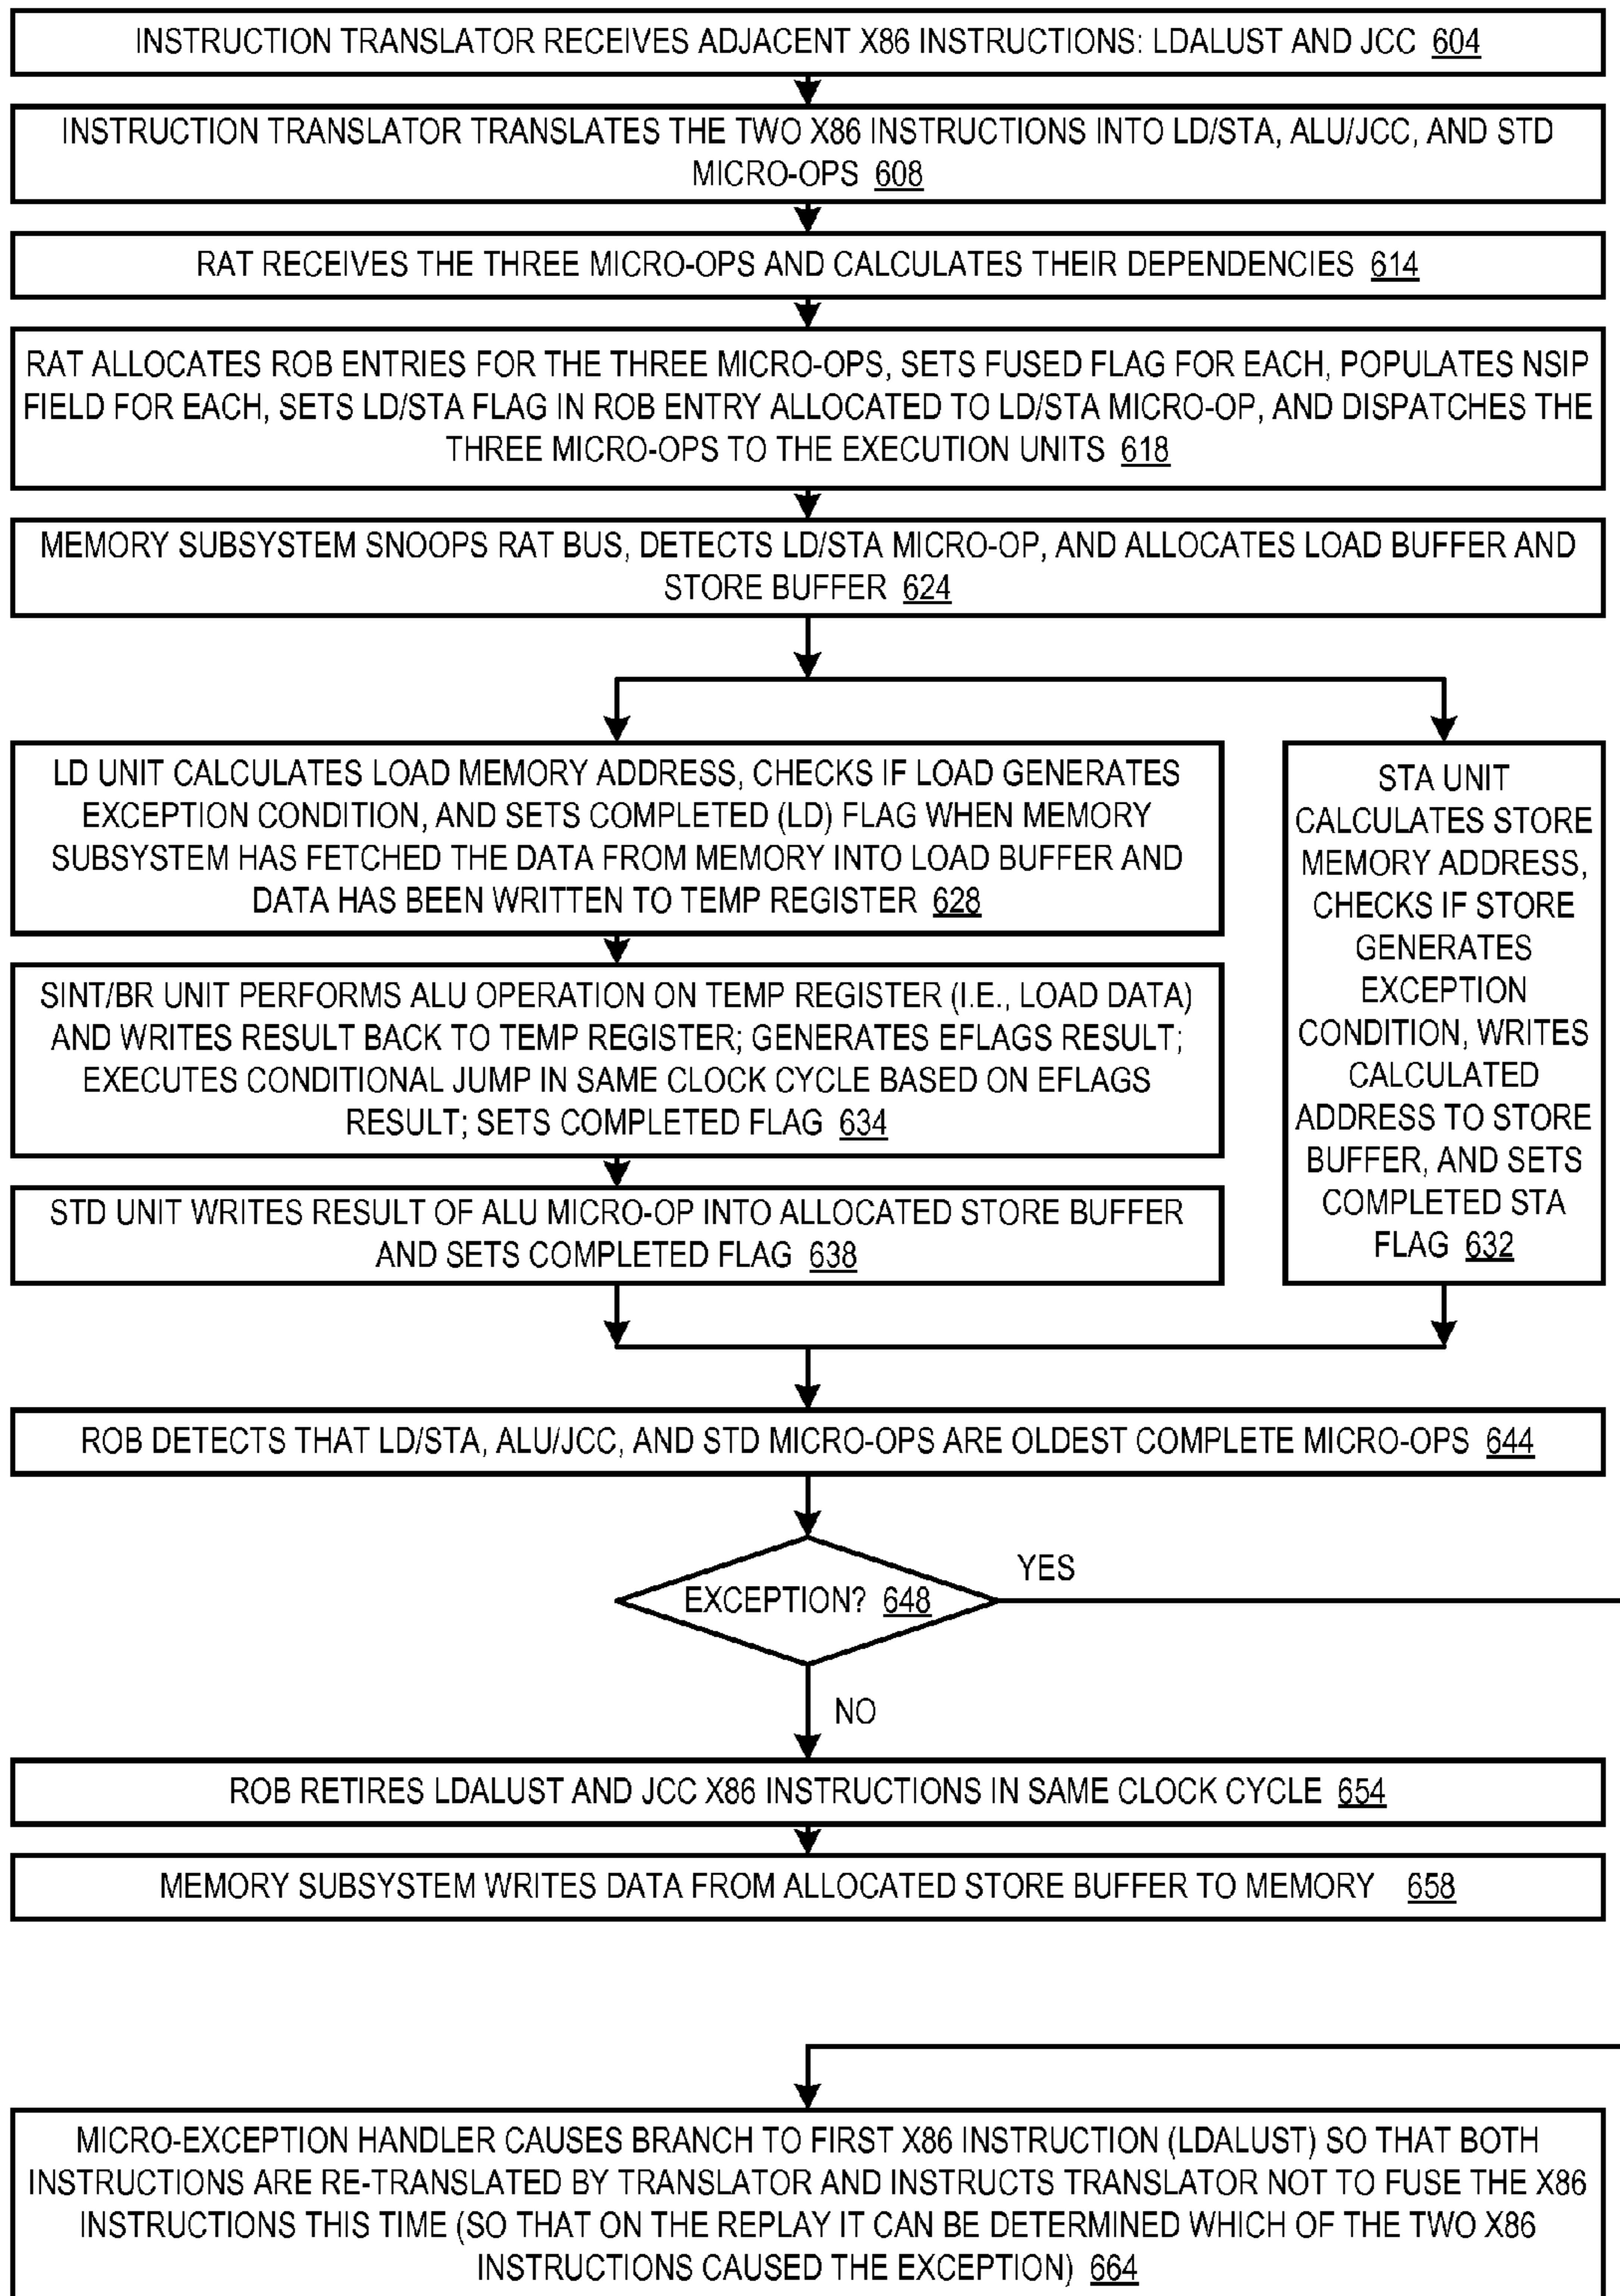 INSTRUCTION TRANSLATOR RECEIVES ADJACENT X86 INSTRUCTIONS: LDALUST AND JCC 604
INSTRUCTION TRANSLATOR TRANSLATES THE TWO X86 INSTRUCTIONS INTO LD/STA, ALU/JCC, AND STD
MICRO-OPS 608
RAT RECEIVES THE THREE MICRO-OPS AND CALCULATES THEIR DEPENDENCIES 614
RAT ALLOCATES ROB ENTRIES FOR THE THREE MICRO-OPS, SETS FUSED FLAG FOR EACH, POPULATES NSIP
FIELD FOR EACH, SETS LD/STA FLAG IN ROB ENTRY ALLOCATED TO LD/STA MICRO-OP, AND DISPATCHES THE
THREE MICRO-OPS TO THE EXECUTION UNITS 618
MEMORY SUBSYSTEM SNOOPS RAT BUS, DETECTS LD/STA MICRO-OP, AND ALLOCATES LOAD BUFFER AND
STORE BUFFER 624
LD UNIT CALCULATES LOAD MEMORY ADDRESS, CHECKS IF LOAD GENERATES
EXCEPTION CONDITION, AND SETS COMPLETED (LD) FLAG WHEN MEMORY
SUBSYSTEM HAS FETCHED THE DATA FROM MEMORY INTO LOAD BUFFER AND
DATA HAS BEEN WRITTEN TO TEMP REGISTER 628
SINT/BR UNIT PERFORMS ALU OPERATION ON TEMP REGISTER (I.E., LOAD DATA)
AND WRITES RESULT BACK TO TEMP REGISTER; GENERATES EFLAGS RESULT;
EXECUTES CONDITIONAL JUMP IN SAME CLOCK CYCLE BASED ON EFLAGS
RESULT; SETS COMPLETED FLAG 634
STD UNIT WRITES RESULT OF ALU MICRO-OP INTO ALLOCATED STORE BUFFER
AND SETS COMPLETED FLAG 638
STA UNIT
CALCULATES STORE
MEMORY ADDRESS,
CHECKS IF STORE
GENERATES
EXCEPTION
CONDITION, WRITES
CALCULATED
ADDRESS TO STORE
BUFFER, AND SETS
COMPLETED STA
FLAG 632
ROB DETECTS THAT LD/STA, ALU/JCC, AND STD MICRO-OPS ARE OLDEST COMPLETE MICRO-OPS 644
EXCEPTION? 648
YES
NO
ROB RETIRES LDALUST AND JCC X86 INSTRUCTIONS IN SAME CLOCK CYCLE 654
MEMORY SUBSYSTEM WRITES DATA FROM ALLOCATED STORE BUFFER TO MEMORY 658
MICRO-EXCEPTION HANDLER CAUSES BRANCH TO FIRST X86 INSTRUCTION (LDALUST) SO THAT BOTH
INSTRUCTIONS ARE RE-TRANSLATED BY TRANSLATOR AND INSTRUCTS TRANSLATOR NOT TO FUSE THE X86
INSTRUCTIONS THIS TIME (SO THAT ON THE REPLAY IT CAN BE DETERMINED WHICH OF THE TWO X86
INSTRUCTIONS CAUSED THE EXCEPTION) 664